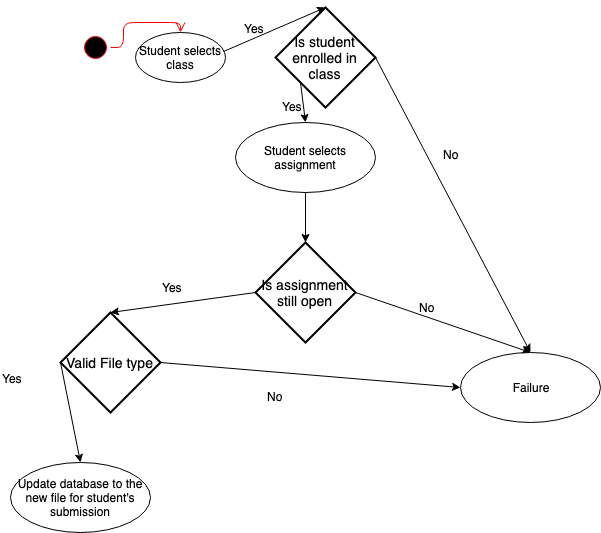 Yes
Student selects
class
Is student
enrolled in
class
Yes
Student selects
assignment
No
Is assignment
still open
Yes
No
Valid File type
Yes
No
Failure
Update database to the
new file for student's
submission